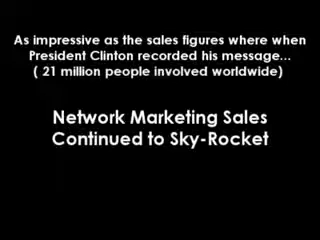 As impressive as the sales figures where when
President Clinton recorded his message...
( 21 million people involved worldwide)
Network Marketing Sales
Continued to Sky-Rocket